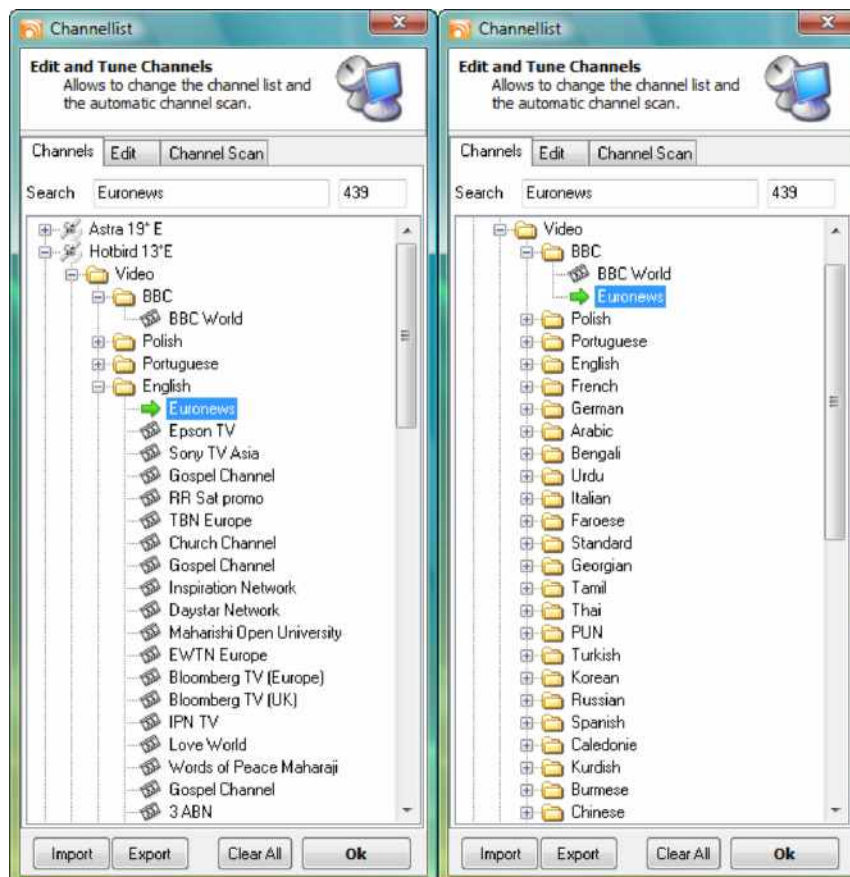 Channellist
Edit and Tune Channels
Allows to change the channel list and
the automatic channel scan.
Channels Edit Channel Scan
Search Euronews 439
Astra 19° E
Hotbird 13°E
Video
BBC
BBC World
Polish
Portuguese
English
Euronews
Epson TV
Sony TV Asia
Gospel Channel
RR Sat promo
TBN Europe
Church Channel
Gospel Channel
Inspiration Network
Daystar Network
Maharishi Open University
EWTN Europe
Bloomberg TV (Europe)
Bloomberg TV (UK)
IPN TV
Love World
Words of Peace Maharaji
Gospel Channel
3 ABN
Import Export Clear All Ok
Channellist
Edit and Tune Channels
Allows to change the channel list and
the automatic channel scan.
Channels Edit Channel Scan
Search Euronews 439
Video
BBC
BBC World
Euronews
Polish
Portuguese
English
French
German
Arabic
Bengali
Urdu
Italian
Faroese
Standard
Georgian
Tamil
Thai
PUN
Turkish
Korean
Russian
Spanish
Caledonie
Kurdish
Burmese
Chinese
Import Export Clear All Ok